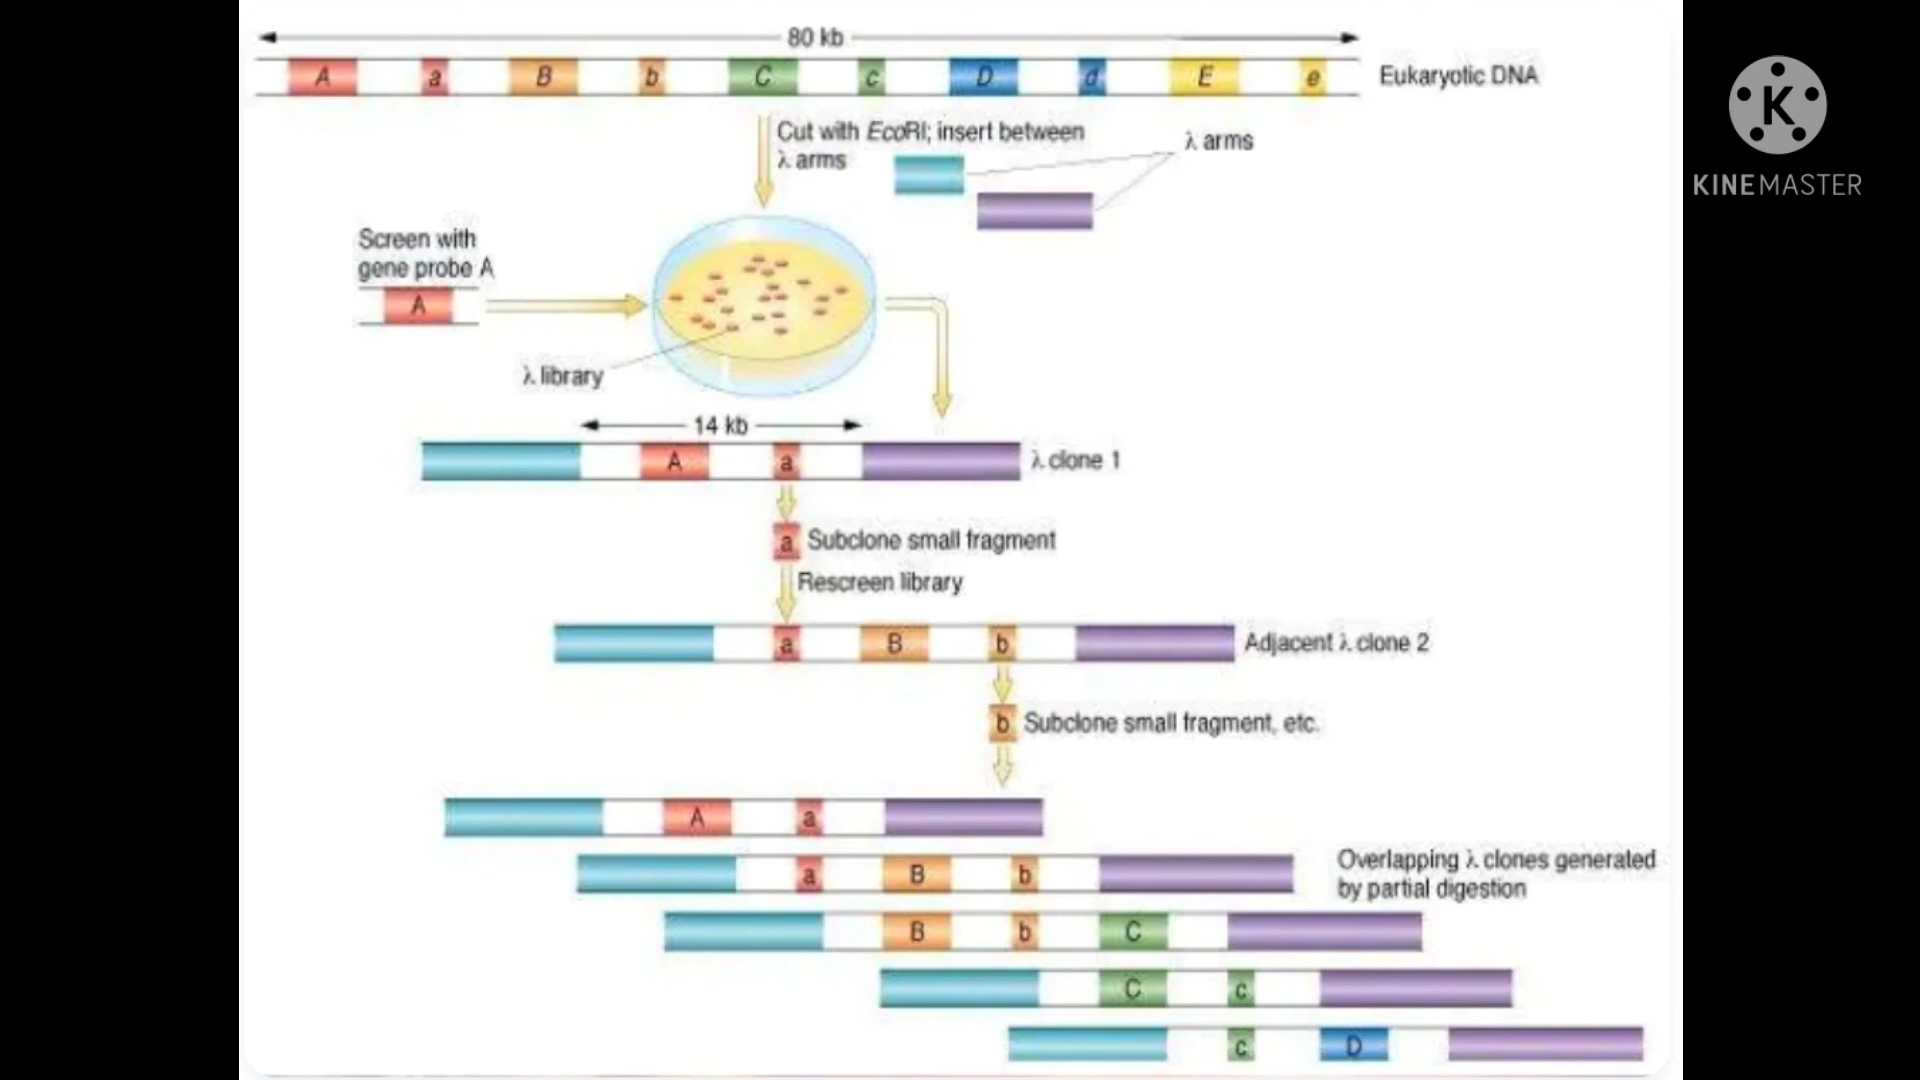 80 kb
A a B b C c D d E e Eukaryotic DNA
Cut with EcoRI; insert between
λ arms
λ arms
K
KINEMASTER
Screen with
gene probe A
A
λ library
14 kb
A a λ clone 1
a Subclone small fragment
Rescreen library
a B b Adjacent λ clone 2
b Subclone small fragment, etc.
A a
a B b
Overlapping λ clones generated
by partial digestion
B b C
C c
c D